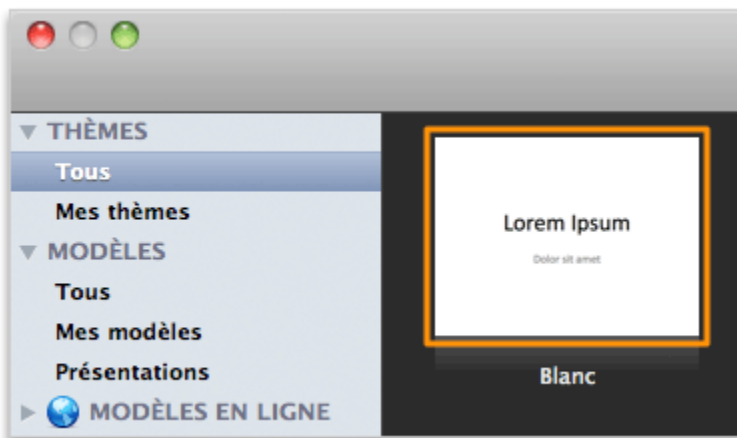 THÈMES
Tous
Mes thèmes
MODÈLES
Tous
Mes modèles
Présentations
MODÈLES EN LIGNE
Lorem Ipsum
Dolor sit amet
Blanc